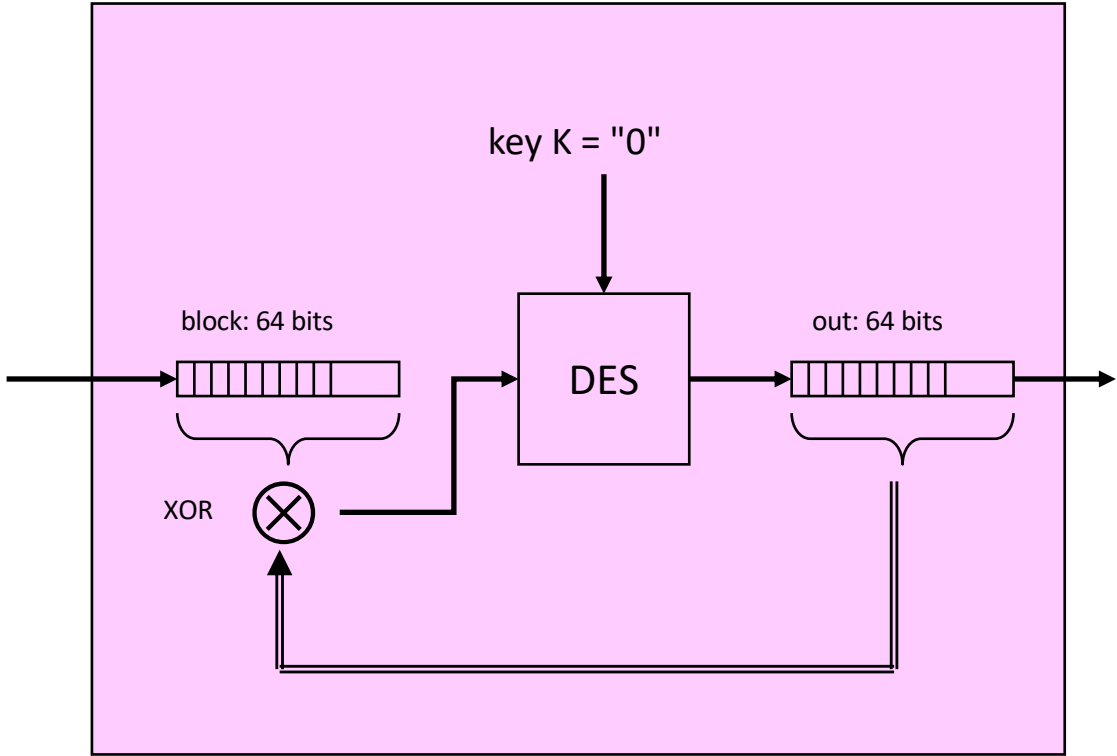 key K = "0"
block: 64 bits
out: 64 bits
DES
XOR